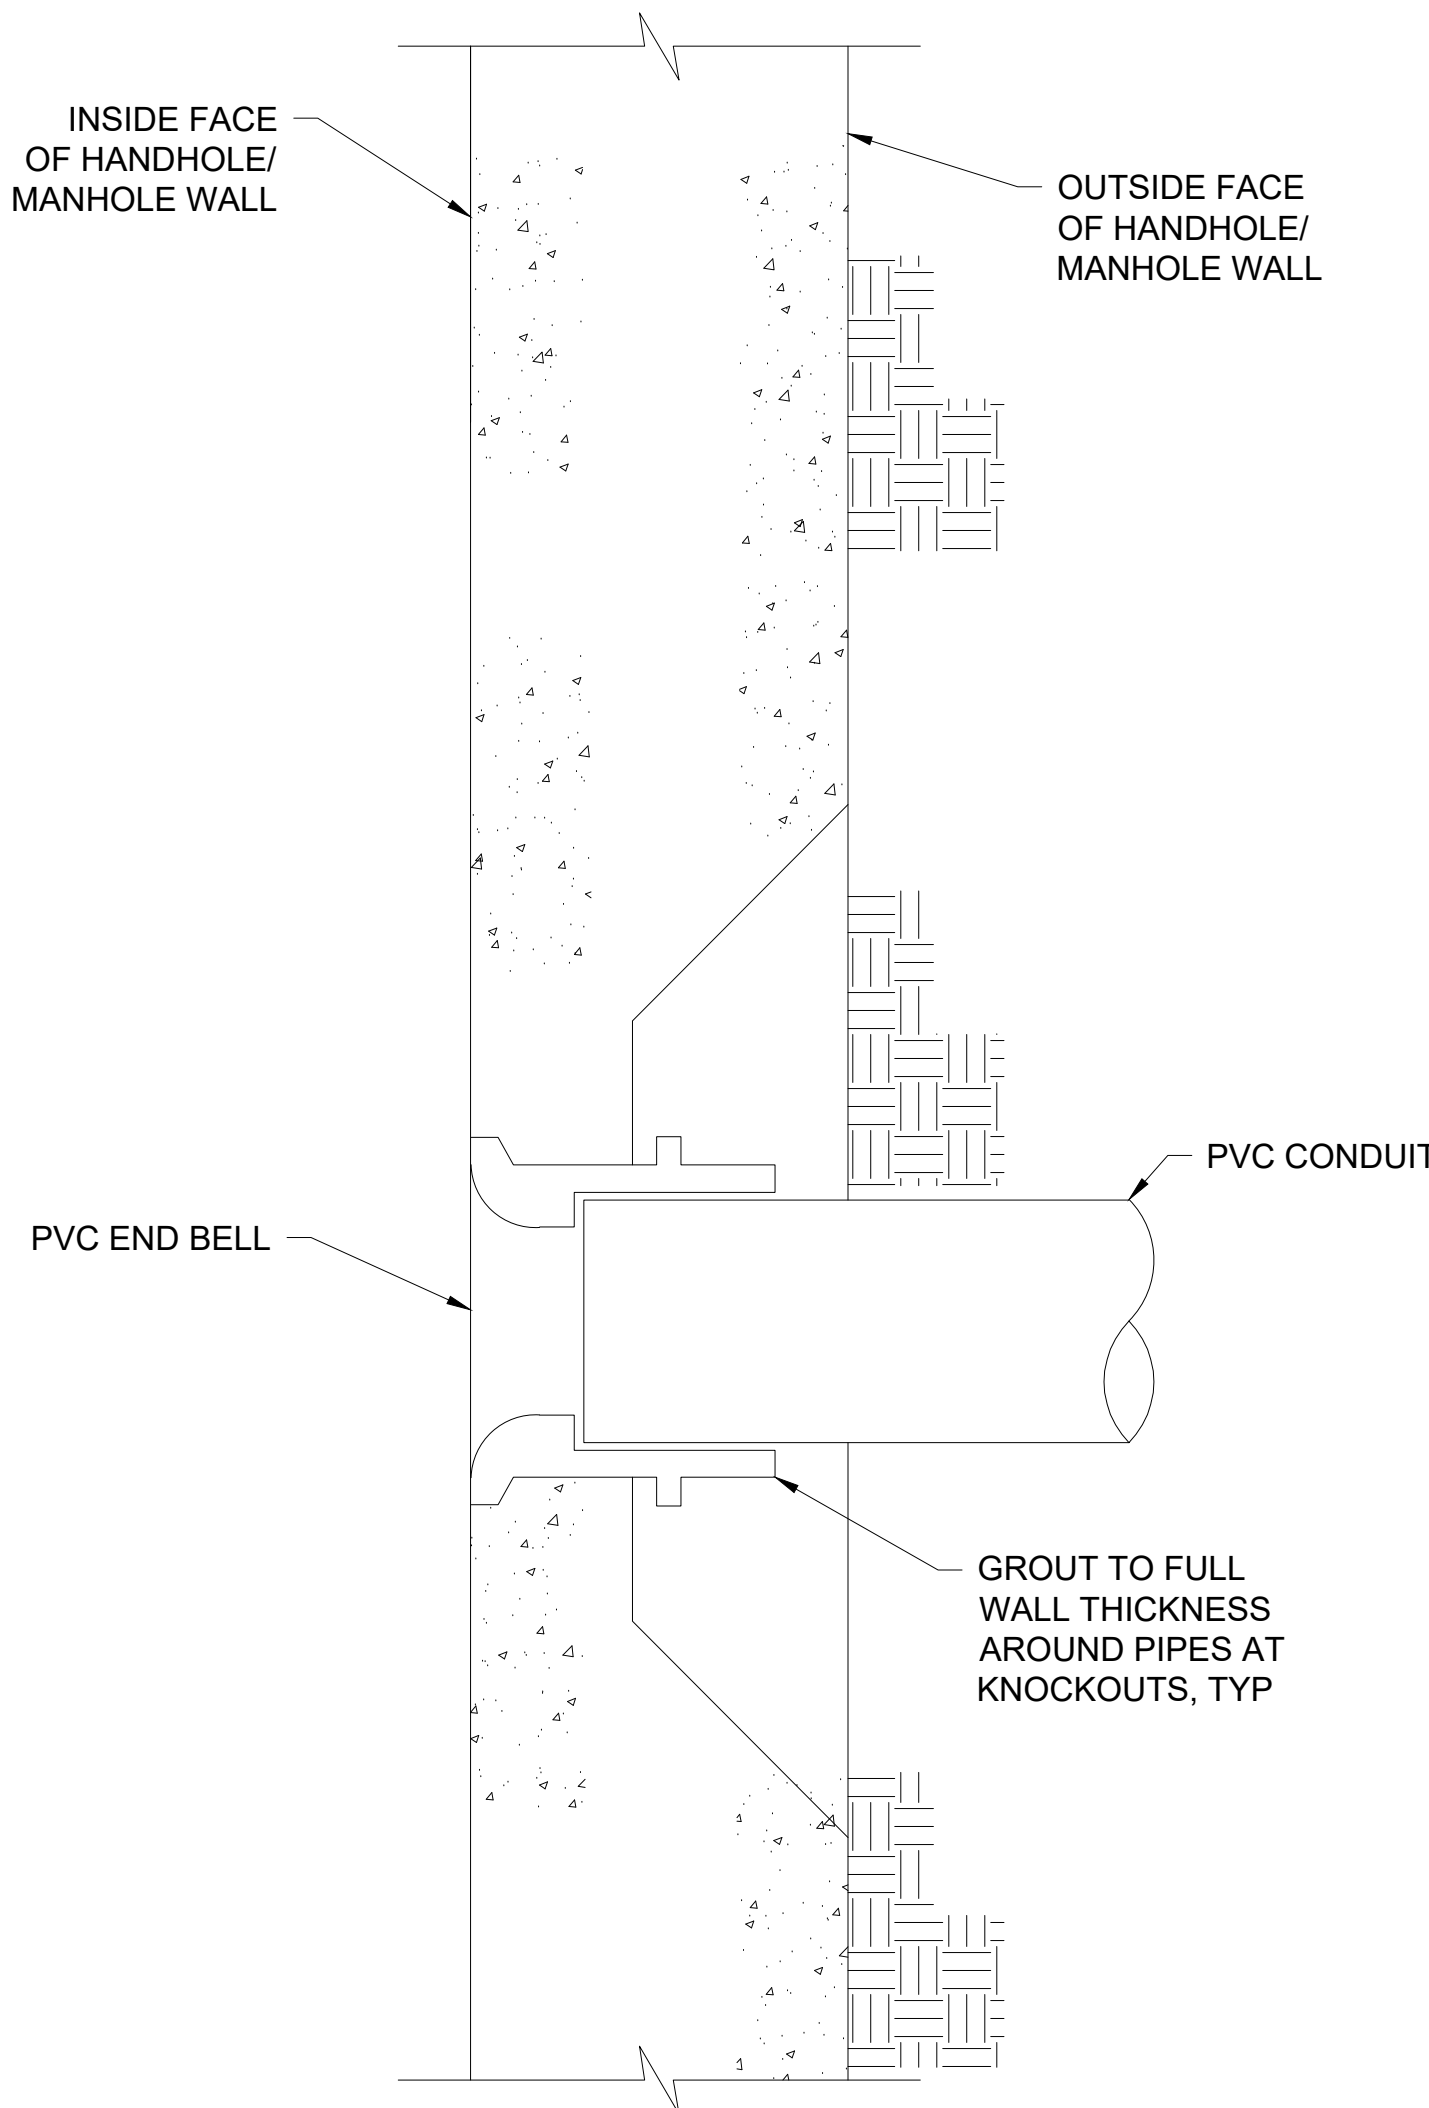 INSIDE FACE
OF HANDHOLE/
MANHOLE WALL
OUTSIDE FACE
OF HANDHOLE/
MANHOLE WALL
PVC CONDUIT
PVC END BELL
GROUT TO FULL
WALL THICKNESS
AROUND PIPES AT
KNOCKOUTS, TYP